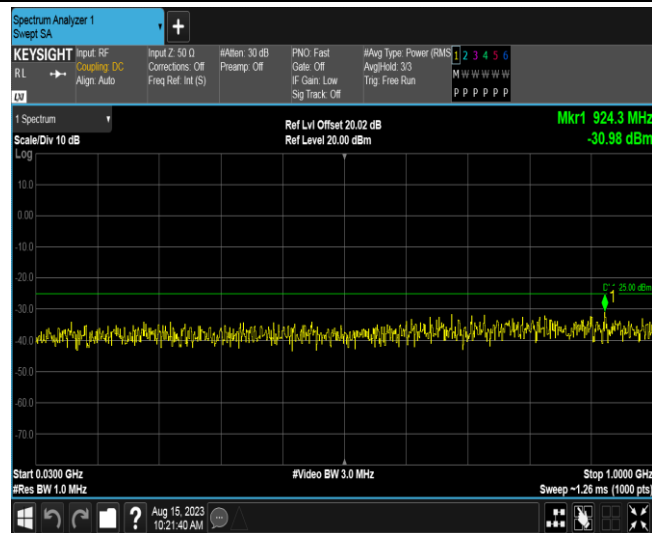 Spectrum Analyzer 1
Swept SA
+
KEYSIGHT
RL
LXI
Input: RF
Coupling: DC
Align: Auto
Input Z: 50 Ω
Corrections: Off
Freq Ref: Int (S)
#Atten: 30 dB
Preamp: Off
PNO: Fast
Gate: Off
IF Gain: Low
Sig Track: Off
#Avg Type: Power (RMS
Avg|Hold: 3/3
Trig: Free Run
1 2 3 4 5 6
M W W W W W
P P P P P P
1 Spectrum
Scale/Div 10 dB
Ref Lvl Offset 20.02 dB
Ref Level 20.00 dBm
Mkr1 924.3 MHz
-30.98 dBm
Log
10.0
0.00
-10.0
-20.0
25.00 dBm
1
-30.0
-40.0
-50.0
-60.0
-70.0
Start 0.0300 GHz
#Res BW 1.0 MHz
#Video BW 3.0 MHz
Stop 1.0000 GHz
Sweep ~1.26 ms (1000 pts)
?
Aug 15, 2023
10:21:40 AM